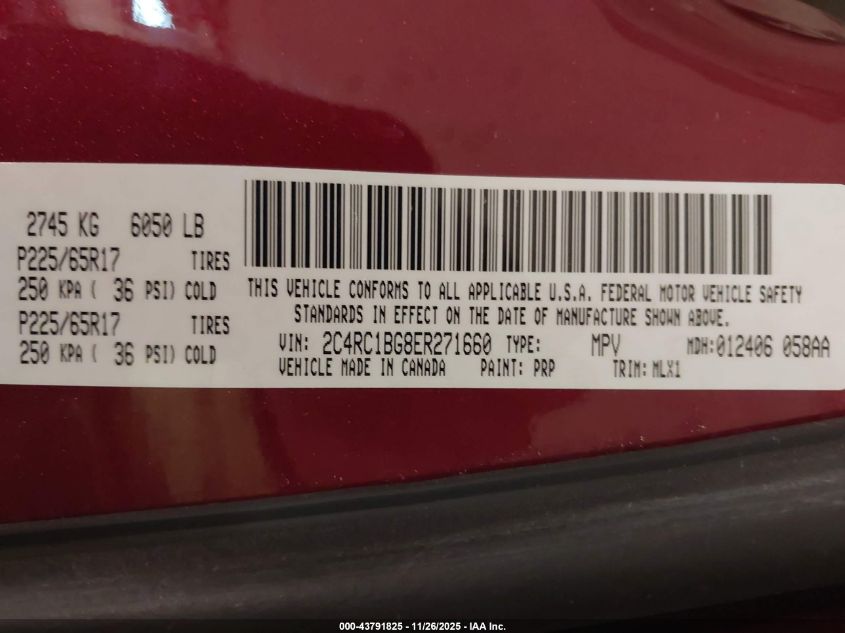 2745 KG 6050 LB
P225/65R17 TIRES
250 KPA ( 36 PSI) COLD
P225/65R17 TIRES
250 KPA ( 36 PSI) COLD
THIS VEHICLE CONFORMS TO ALL APPLICABLE U.S.A. FEDERAL MOTOR VEHICLE SAFETY
STANDARDS IN EFFECT ON THE DATE OF MANUFACTURE SHOWN ABOVE.
VIN: 2C4RC1BG8ER271660 TYPE: MPV MDH:012406 058AA
VEHICLE MADE IN CANADA PAINT: PRP TRIM: MLX1
000-43791825 - 11/26/2025 - IAA Inc.